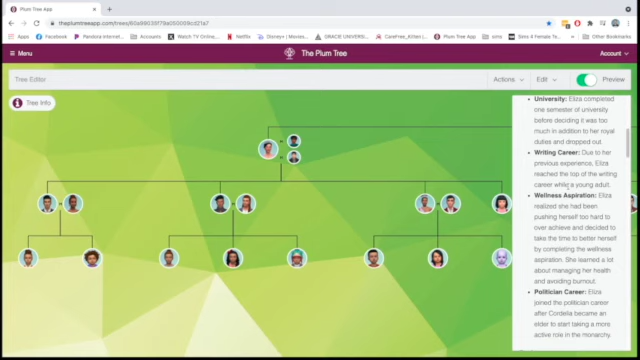 Plum Tree App
theplumtreeapp.com/trees/60a99033f79a050009cd21a7
Apps
FaceBook
Pandora Internet...
Accounts
Watch TV Online...
Netflix
Disney+ | Movies...
GRACIE UNIVERSI...
CareFree_Kitten |...
sims
Sims 4 Female Te...
Other Bookmarks
Menu
The Plum Tree
Account
Tree Editor
Actions
Edit
Preview
Tree Info
University: Eliza completed
one semester of university
before deciding it was too
much in addition to her royal
duties and dropped out.
Writing Career: Due to her
previous experience, Eliza
reached the top of the writing
career while a young adult.
Wellness Aspiration: Eliza
realized she had been
pushing herself too hard to
over achieve and decided to
take the time to better herself
by completing the wellness
aspiration. She learned a lot
about managing her health
and avoiding burnout.
Politician Career: Eliza
joined the politician career
after Cordelia became an
elder to start taking a more
active role in the monarchy.